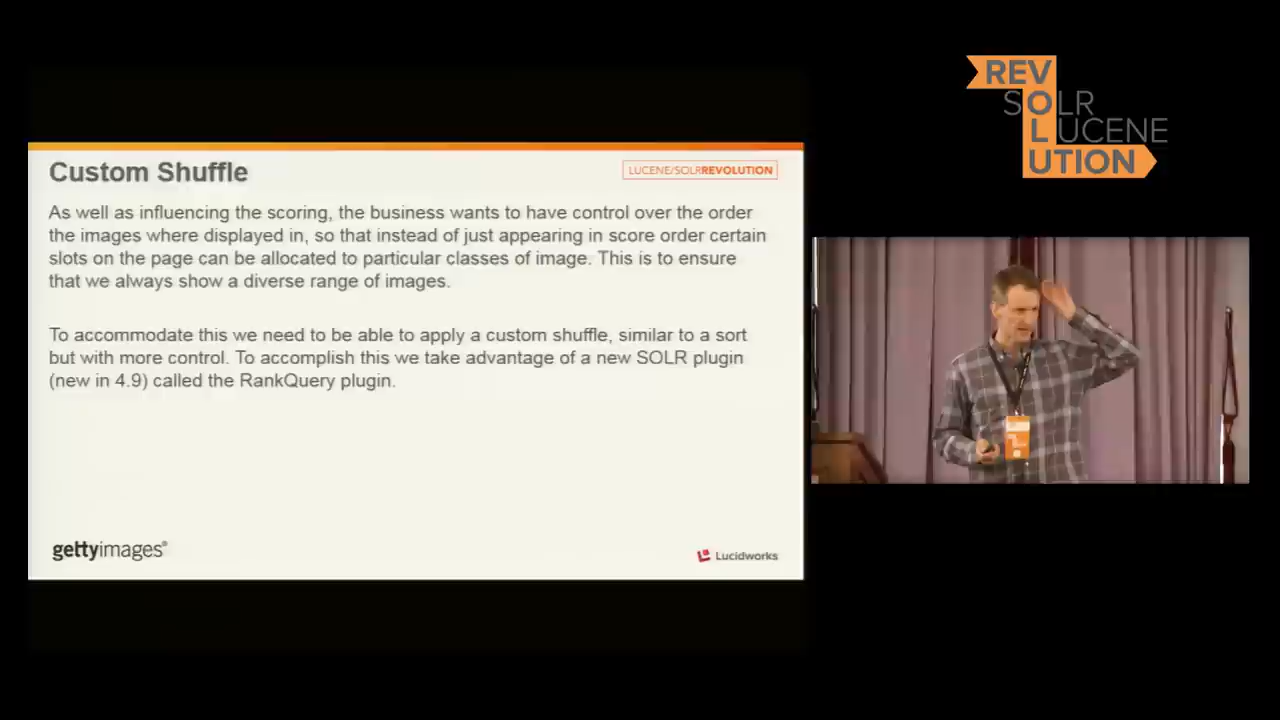 REV
SOLR
O
LUCENE
L
UTION
Custom Shuffle
LUCENE/SOLRREVOLUTION
As well as influencing the scoring, the business wants to have control over the order
the images where displayed in, so that instead of just appearing in score order certain
slots on the page can be allocated to particular classes of image. This is to ensure
that we always show a diverse range of images.
To accommodate this we need to be able to apply a custom shuffle, similar to a sort
but with more control. To accomplish this we take advantage of a new SOLR plugin
(new in 4.9) called the RankQuery plugin.
gettyimages®
Lucidworks